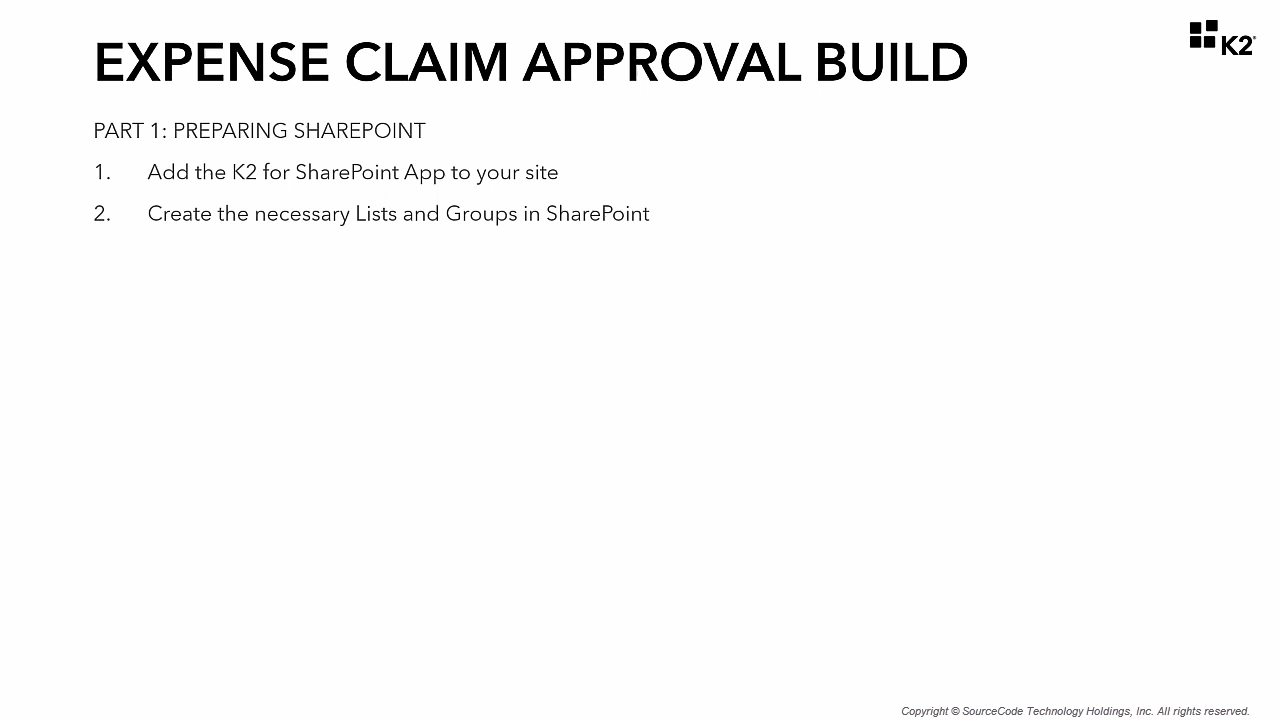 EXPENSE CLAIM APPROVAL BUILD
K2
PART 1: PREPARING SHAREPOINT
1. Add the K2 for SharePoint App to your site
2. Create the necessary Lists and Groups in SharePoint
Copyright © SourceCode Technology Holdings, Inc. All rights reserved.